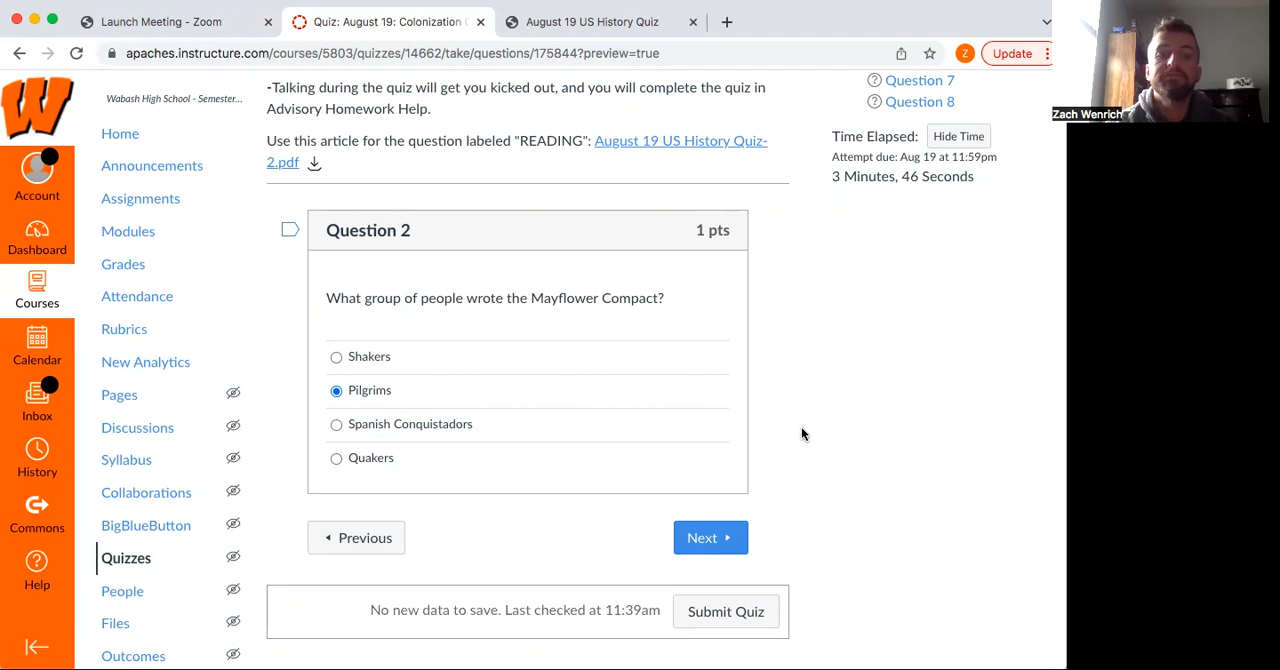 Launch Meeting - Zoom
Quiz: August 19: Colonization
August 19 US History Quiz
apaches.instructure.com/courses/5803/quizzes/14662/take/questions/175844?preview=true
Z
Update
Zach Wenrich
W
Account
Dashboard
Courses
Calendar
Inbox
History
Commons
Help
Wabash High School - Semester...
Home
Announcements
Assignments
Modules
Grades
Attendance
Rubrics
New Analytics
Pages
Discussions
Syllabus
Collaborations
BigBlueButton
Quizzes
People
Files
Outcomes
-Talking during the quiz will get you kicked out, and you will complete the quiz in
Advisory Homework Help.
Use this article for the question labeled "READING": August 19 US History Quiz-
2.pdf
Question 2
1 pts
What group of people wrote the Mayflower Compact?
Shakers
Pilgrims
Spanish Conquistadors
Quakers
Previous
Next
No new data to save. Last checked at 11:39am
Submit Quiz
Question 7
Question 8
Time Elapsed:
Hide Time
Attempt due: Aug 19 at 11:59pm
3 Minutes, 46 Seconds